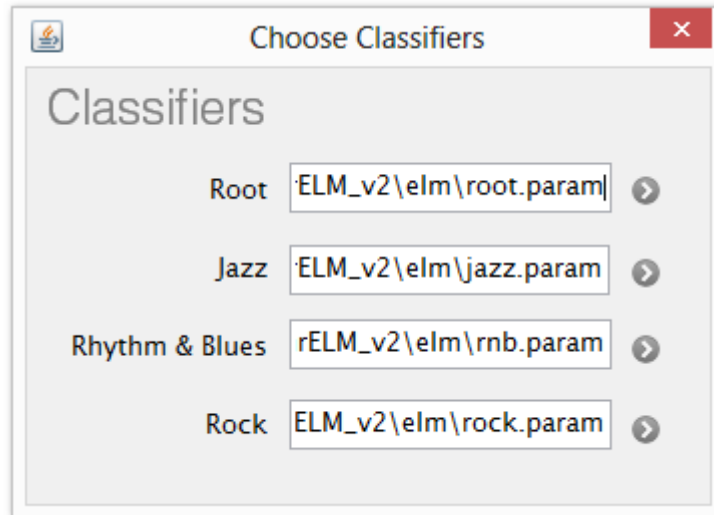 Choose Classifiers
Classifiers
Root rELM_v2\elm\root.param
Jazz ELM_v2\elm\jazz.param
Rhythm & Blues rELM_v2\elm\rnb.param
Rock ELM_v2\elm\rock.param